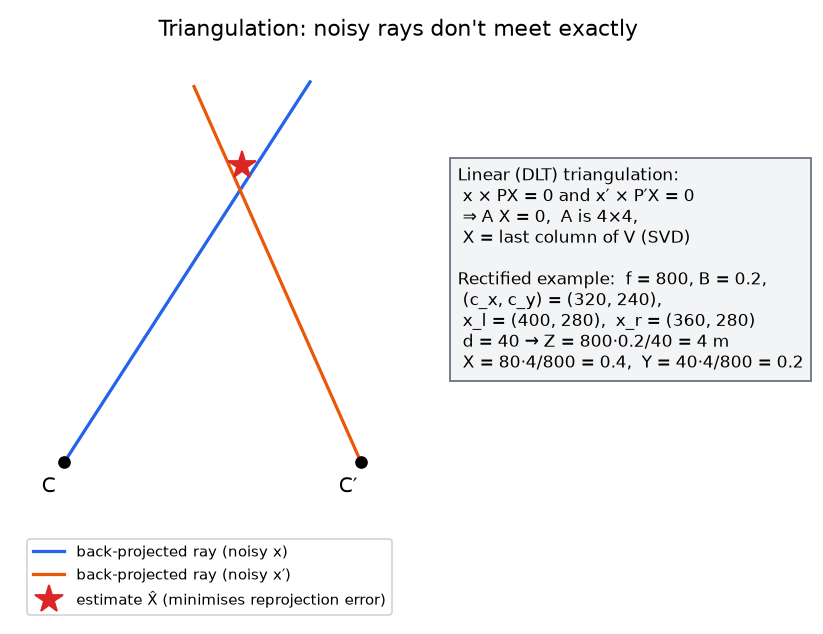 Triangulation: noisy rays don't meet exactly
Linear (DLT) triangulation:
x × PX = 0 and x′ × P′X = 0
⇒ A X = 0,  A is 4×4,
X = last column of V (SVD)
Rectified example:  f = 800, B = 0.2,
(c_x, c_y) = (320, 240),
x_l = (400, 280),  x_r = (360, 280)
d = 40 → Z = 800·0.2/40 = 4 m
X = 80·4/800 = 0.4,  Y = 40·4/800 = 0.2
C
C′
back-projected ray (noisy x)
back-projected ray (noisy x′)
estimate X̂ (minimises reprojection error)